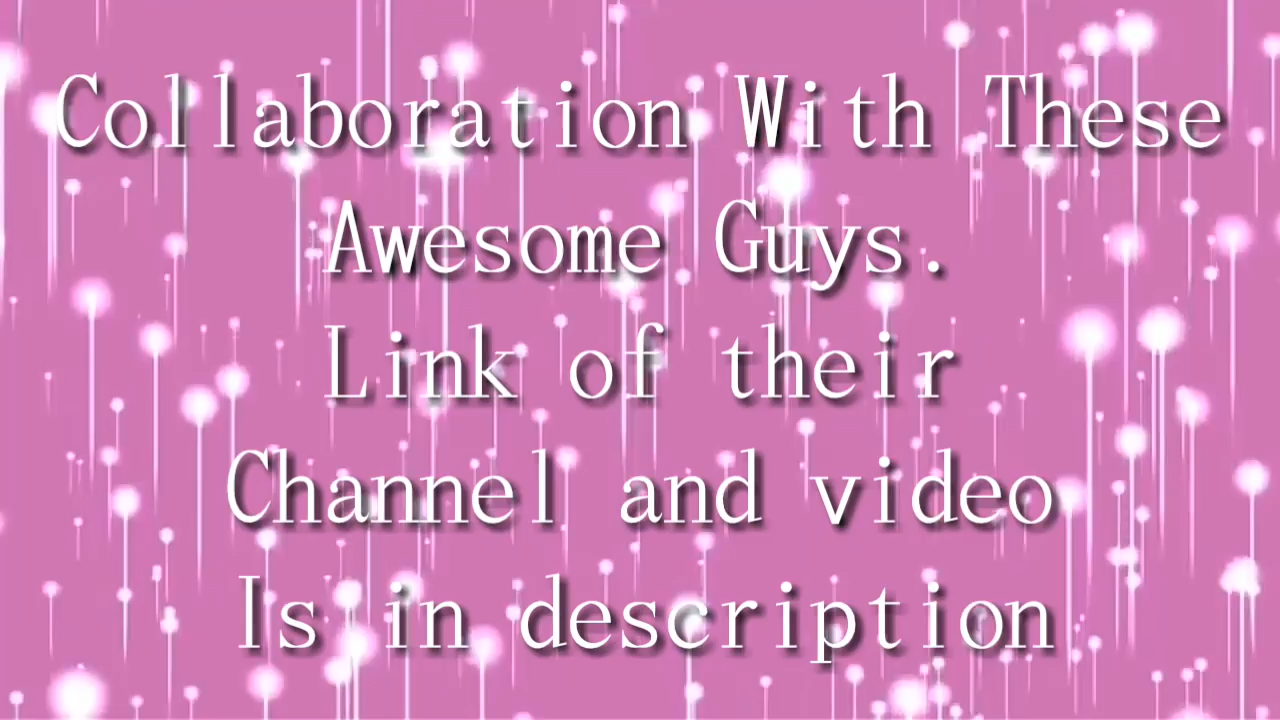 Collaboration With These
Awesome Guys.
Link of their
Channel and video
Is in description